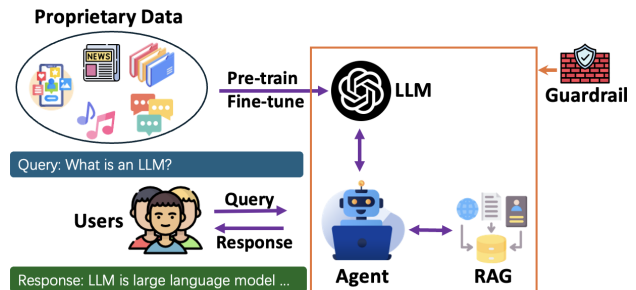 Proprietary Data
NEWS
Pre-train
Fine-tune
LLM
Guardrail
Query: What is an LLM?
Users
Query
Response
Agent
RAG
Response: LLM is large language model ...